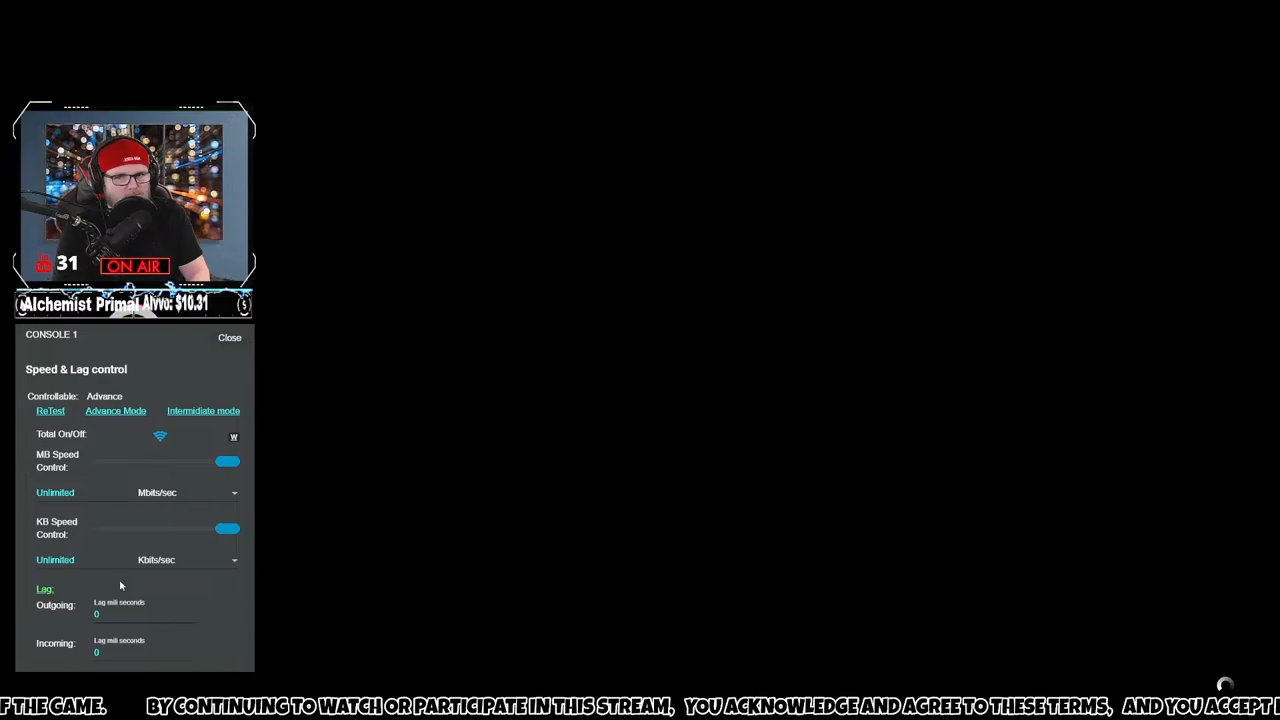 31
ON AIR
Alchemist Primal Alvvo: $10.31
5
CONSOLE 1
Close
Speed & Lag control
Controllable: Advance
ReTest Advance Mode Intermidiate mode
Total On/Off:
W
MB Speed
Control:
Unlimited Mbits/sec
KB Speed
Control:
Unlimited Kbits/sec
Lag:
Outgoing: Lag mili seconds
0
Incoming: Lag mili seconds
0
F THE GAME. BY CONTINUING TO WATCH OR PARTICIPATE IN THIS STREAM, YOU ACKNOWLEDGE AND AGREE TO THESE TERMS, AND YOU ACCEPT